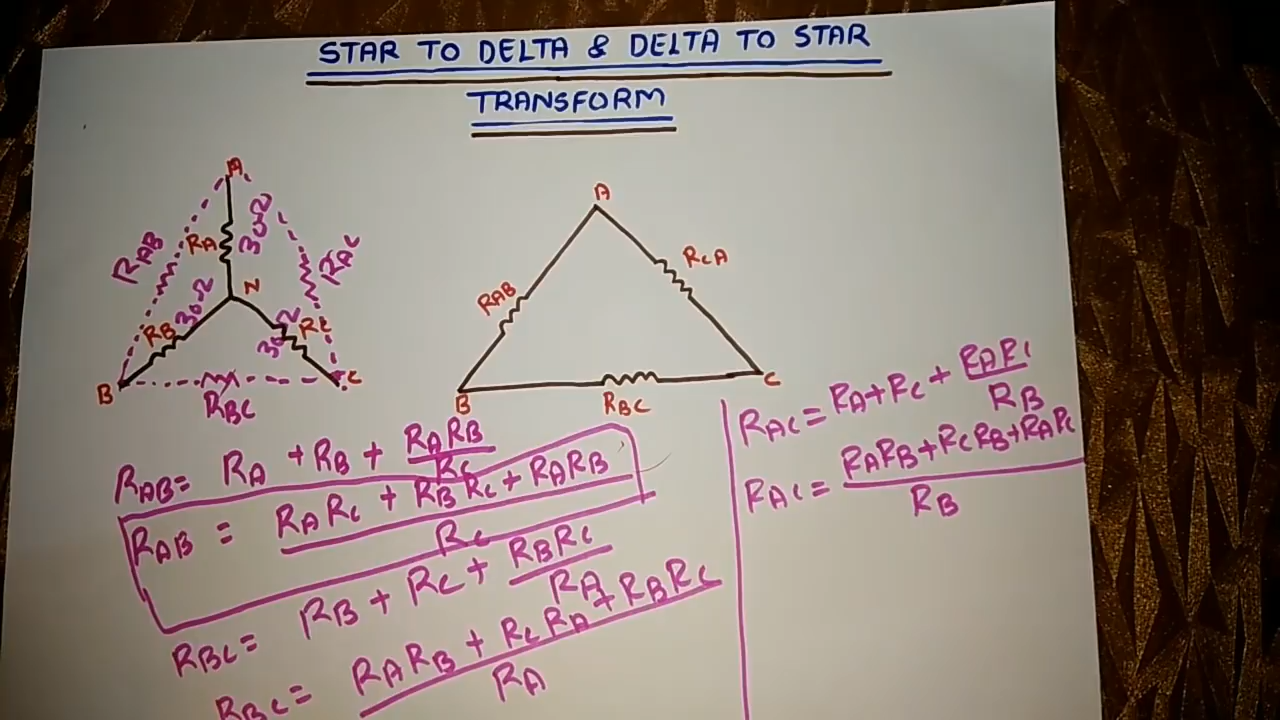 STAR TO DELTA & DELTA TO STAR
TRANSFORM
A
RAB
RA
30Ω
RAC
N
30Ω
RB
30Ω
RC
B
C
RBC
A
RAB
RCA
B
RBC
C
RAB = RA + RB + RARB/RC
RAB = RARC + RBRC + RARB/RC
RBC = RB + RC + RBRC/RA
RBC = RARB + RCRA + RBRC/RA
RAC = RA + RC + RARC/RB
RAC = RARB + RCRB + RARC/RB